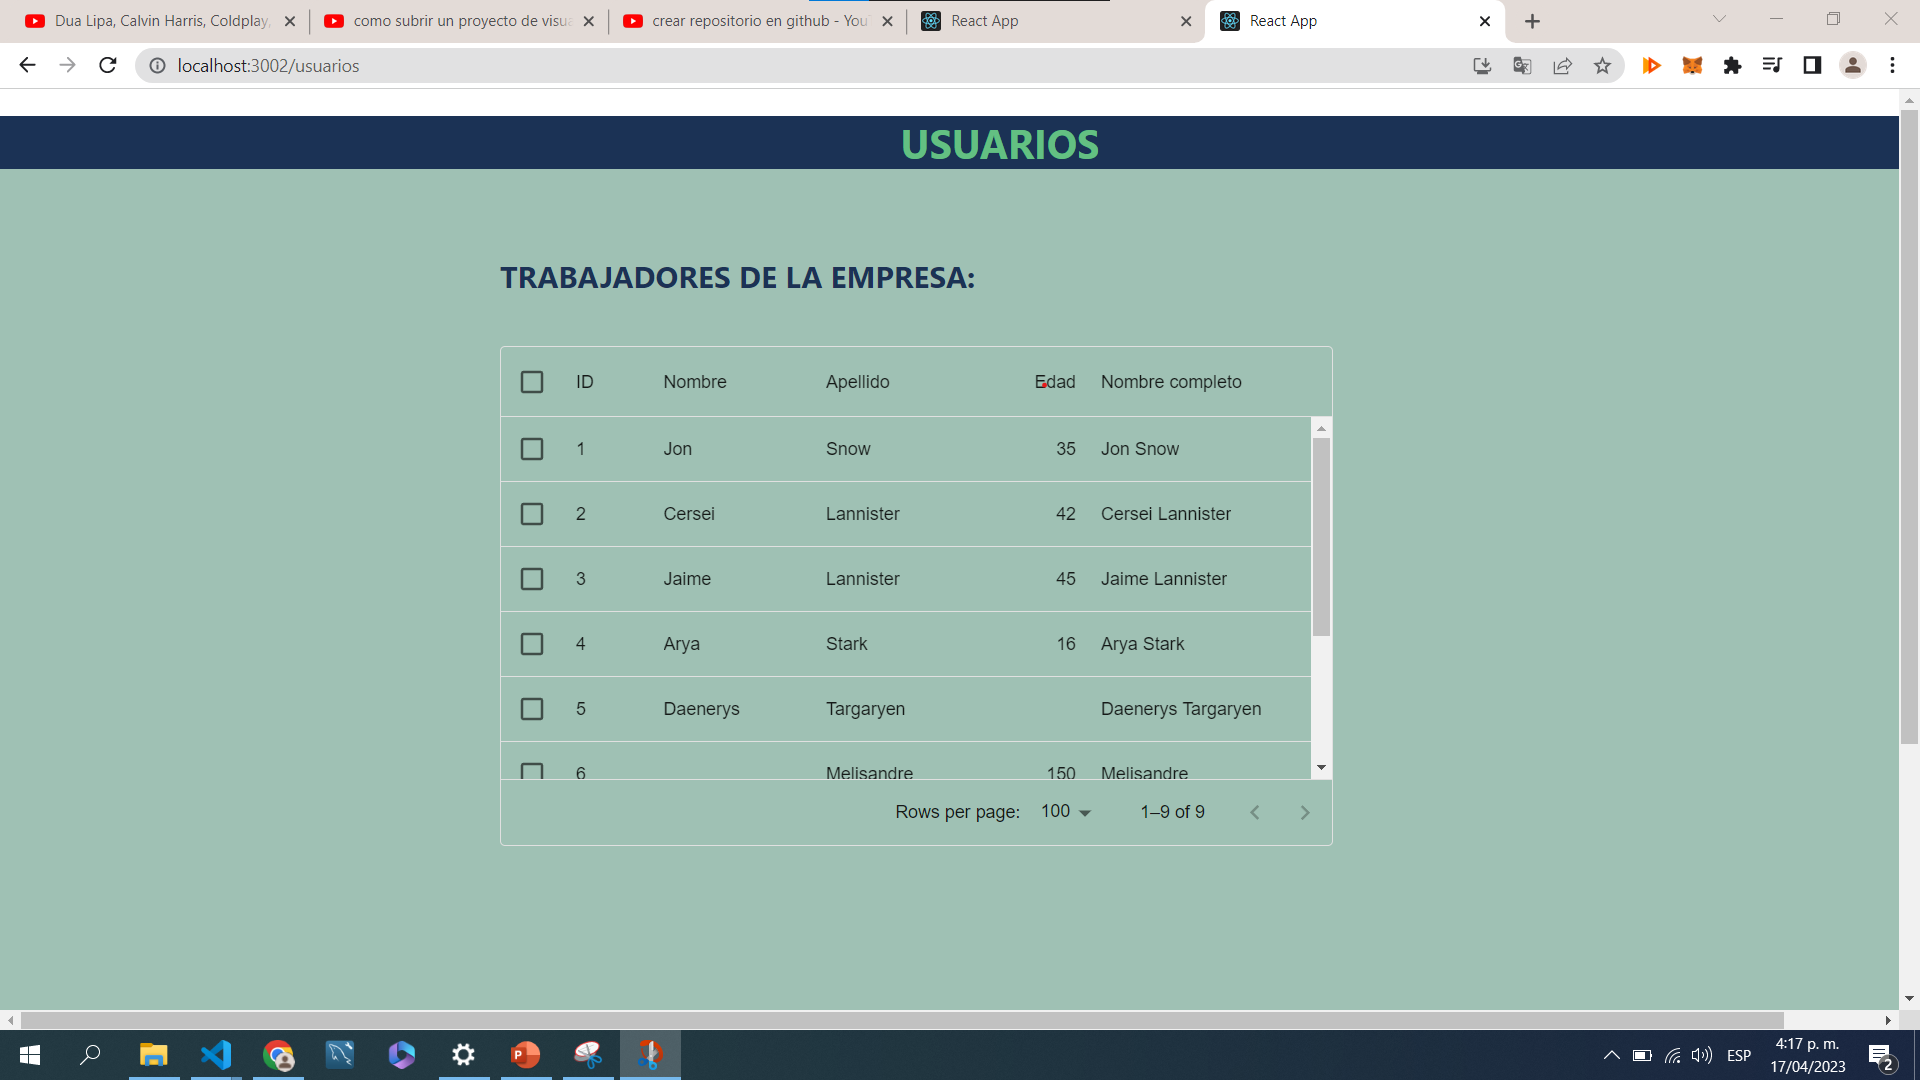 Dua Lipa, Calvin Harris, Coldplay,
como subrir un proyecto de visua
crear repositorio en github - You
React App
React App
localhost:3002/usuarios
USUARIOS
TRABAJADORES DE LA EMPRESA:
ID Nombre Apellido Edad Nombre completo
1 Jon Snow 35 Jon Snow
2 Cersei Lannister 42 Cersei Lannister
3 Jaime Lannister 45 Jaime Lannister
4 Arya Stark 16 Arya Stark
5 Daenerys Targaryen Daenerys Targaryen
6 Melisandre 150 Melisandre
Rows per page: 100 1–9 of 9
ESP
4:17 p. m.
17/04/2023
2